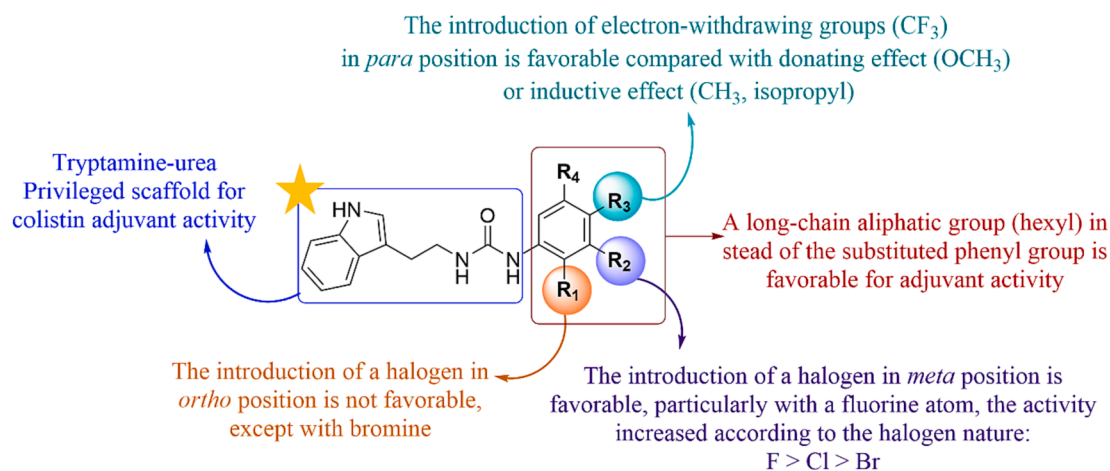 The introduction of electron-withdrawing groups (CF3)
in para position is favorable compared with donating effect (OCH3)
or inductive effect (CH3, isopropyl)
Tryptamine-urea
Privileged scaffold for
colistin adjuvant activity
R4
R3
HN
O
N
H
N
H
R2
R1
A long-chain aliphatic group (hexyl) in
stead of the substituted phenyl group is
favorable for adjuvant activity
The introduction of a halogen in
ortho position is not favorable,
except with bromine
The introduction of a halogen in meta position is
favorable, particularly with a fluorine atom, the activity
increased according to the halogen nature:
F > Cl > Br